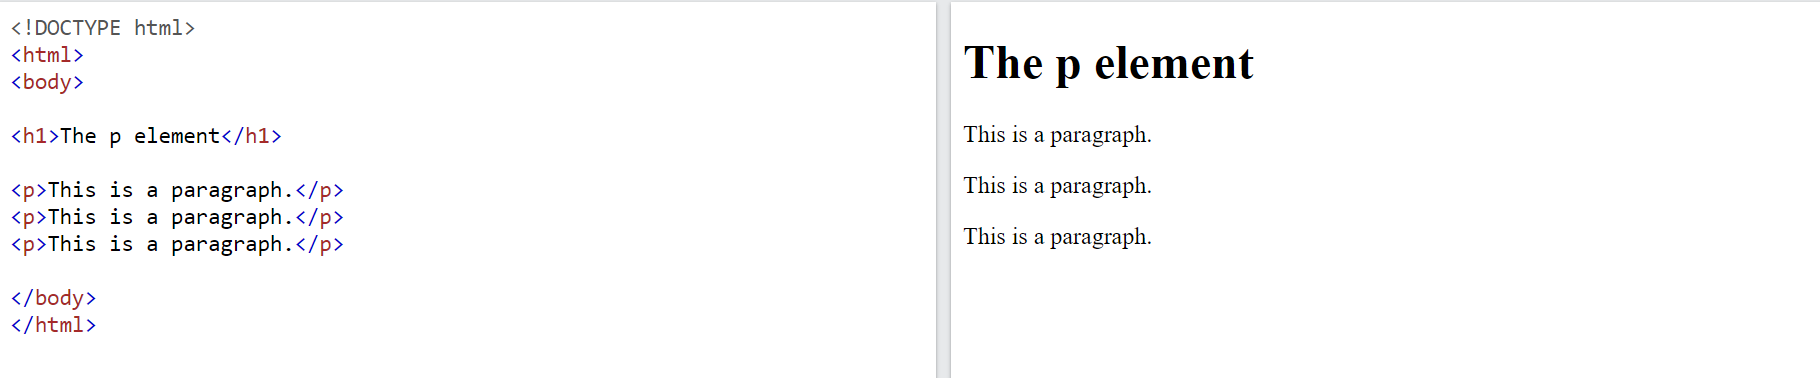 <!DOCTYPE html>
<html>
<body>
<h1>The p element</h1>
<p>This is a paragraph.</p>
<p>This is a paragraph.</p>
<p>This is a paragraph.</p>
</body>
</html>
The p element
This is a paragraph.
This is a paragraph.
This is a paragraph.